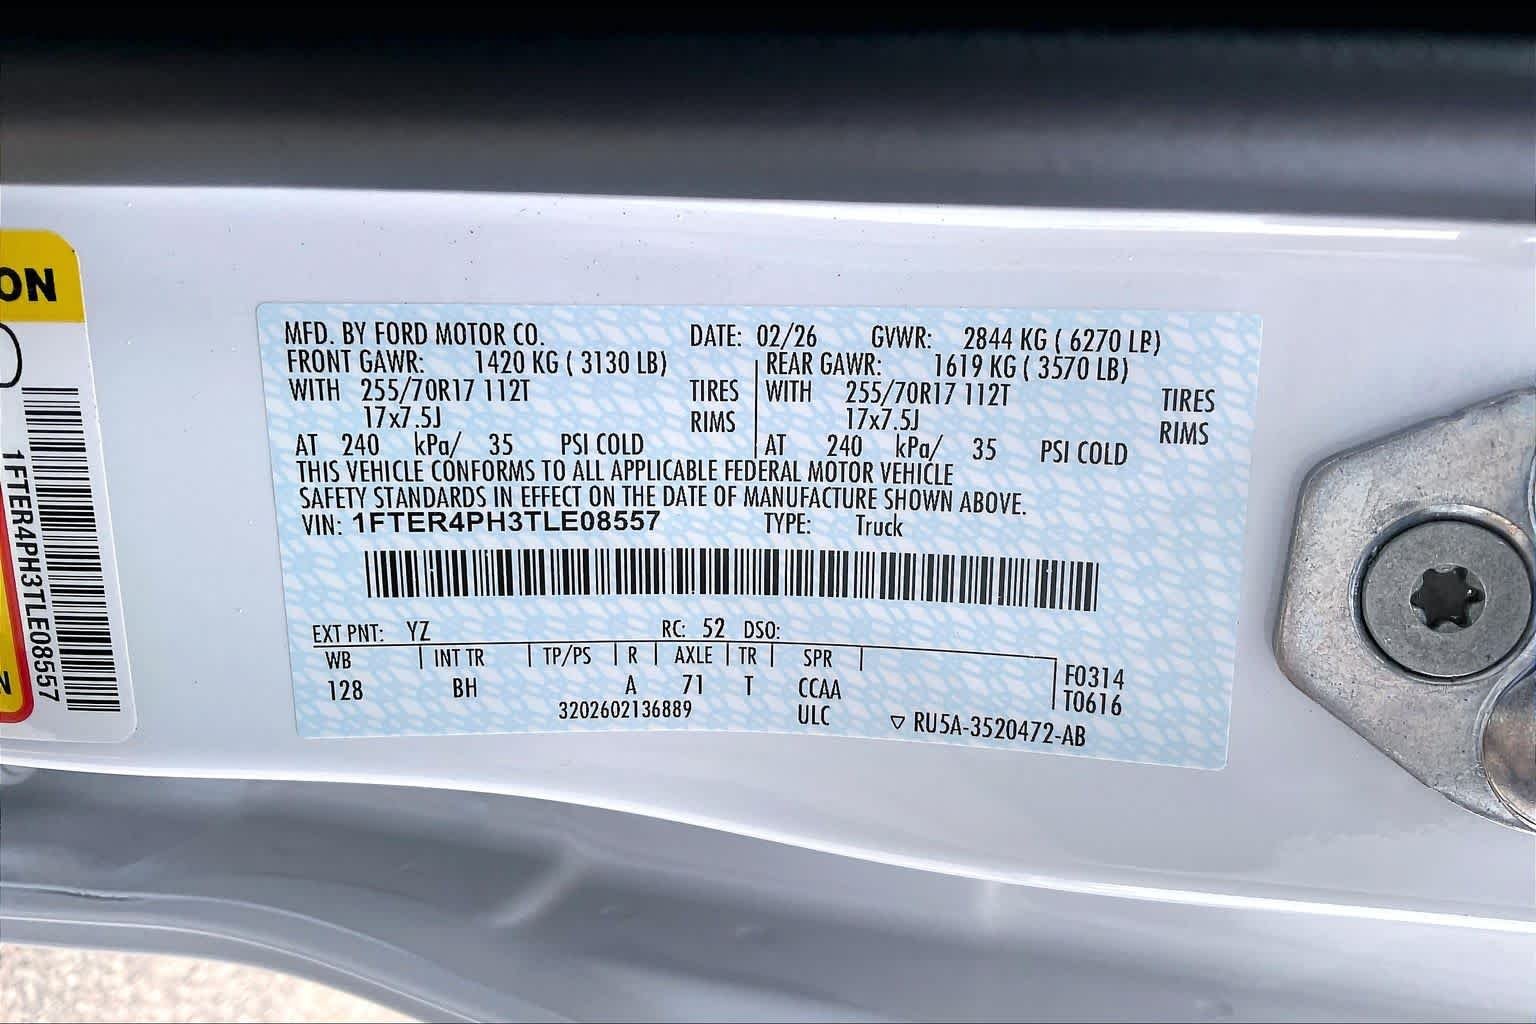 ON
1FTER4PH3TLE08557
N
MFD. BY FORD MOTOR CO. DATE: 02/26 GVWR: 2844 KG ( 6270 LB)
FRONT GAWR: 1420 KG ( 3130 LB) REAR GAWR: 1619 KG ( 3570 LB)
WITH 255/70R17 112T TIRES WITH 255/70R17 112T TIRES
17x7.5J RIMS 17x7.5J RIMS
AT 240 kPa/ 35 PSI COLD AT 240 kPa/ 35 PSI COLD
THIS VEHICLE CONFORMS TO ALL APPLICABLE FEDERAL MOTOR VEHICLE
SAFETY STANDARDS IN EFFECT ON THE DATE OF MANUFACTURE SHOWN ABOVE.
VIN: 1FTER4PH3TLE08557 TYPE: Truck
EXT PNT: YZ RC: 52 DSO:
WB INT TR TP/PS R AXLE TR SPR F0314
128 BH A 71 T CCAA T0616
3202602136889 ULC ▽ RU5A-3520472-AB